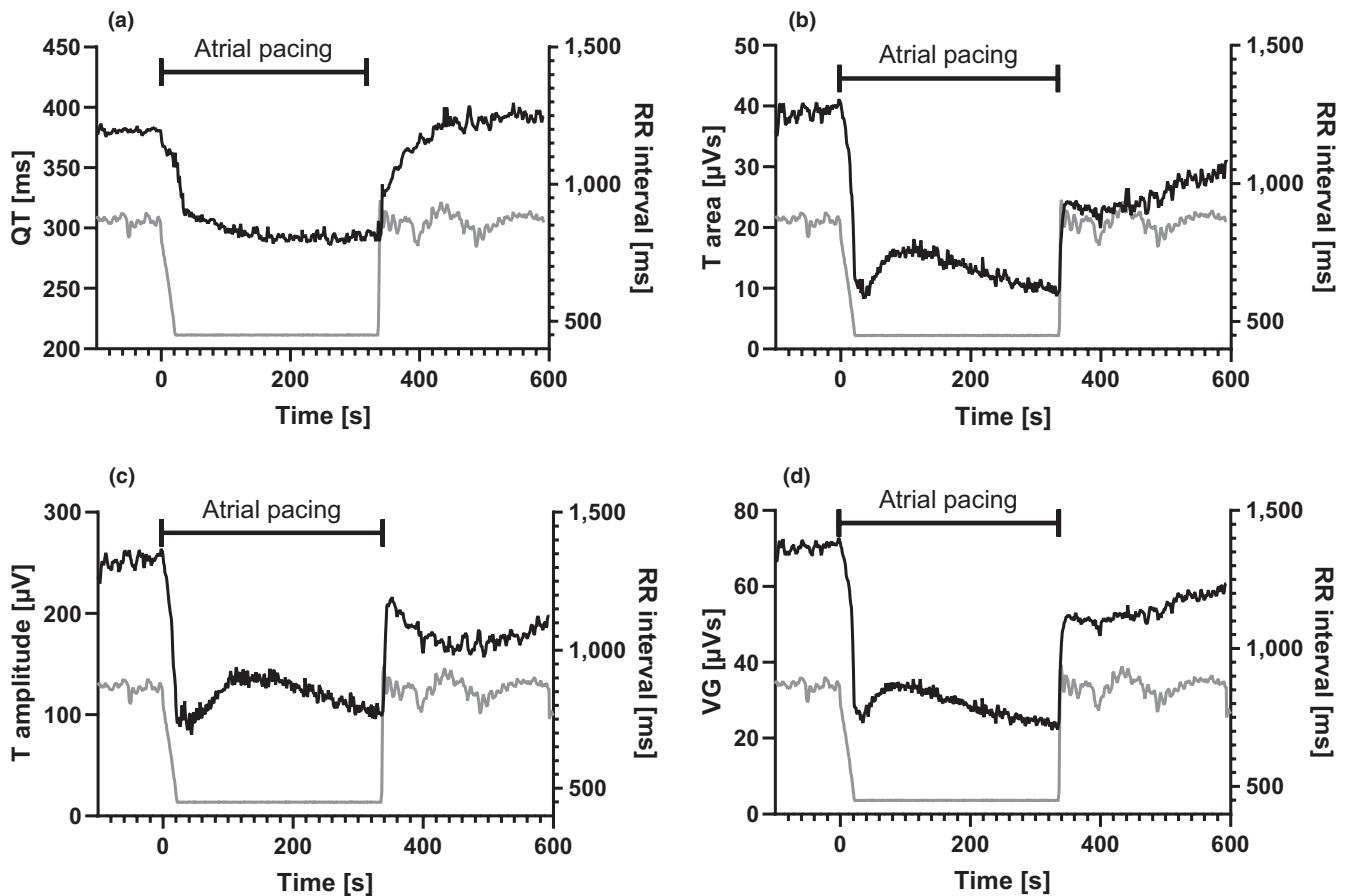 (a)
Atrial pacing
450
400
350
300
250
200
QT [ms]
1,500
1,000
500
RR interval [ms]
0
200
400
600
Time [s]
(b)
Atrial pacing
50
40
30
20
10
0
T area [µVs]
1,500
1,000
500
RR interval [ms]
0
200
400
600
Time [s]
(c)
Atrial pacing
300
200
100
0
T amplitude [µV]
1,500
1,000
500
RR interval [ms]
0
200
400
600
Time [s]
(d)
Atrial pacing
80
60
40
20
0
VG [µVs]
1,500
1,000
500
RR interval [ms]
0
200
400
600
Time [s]